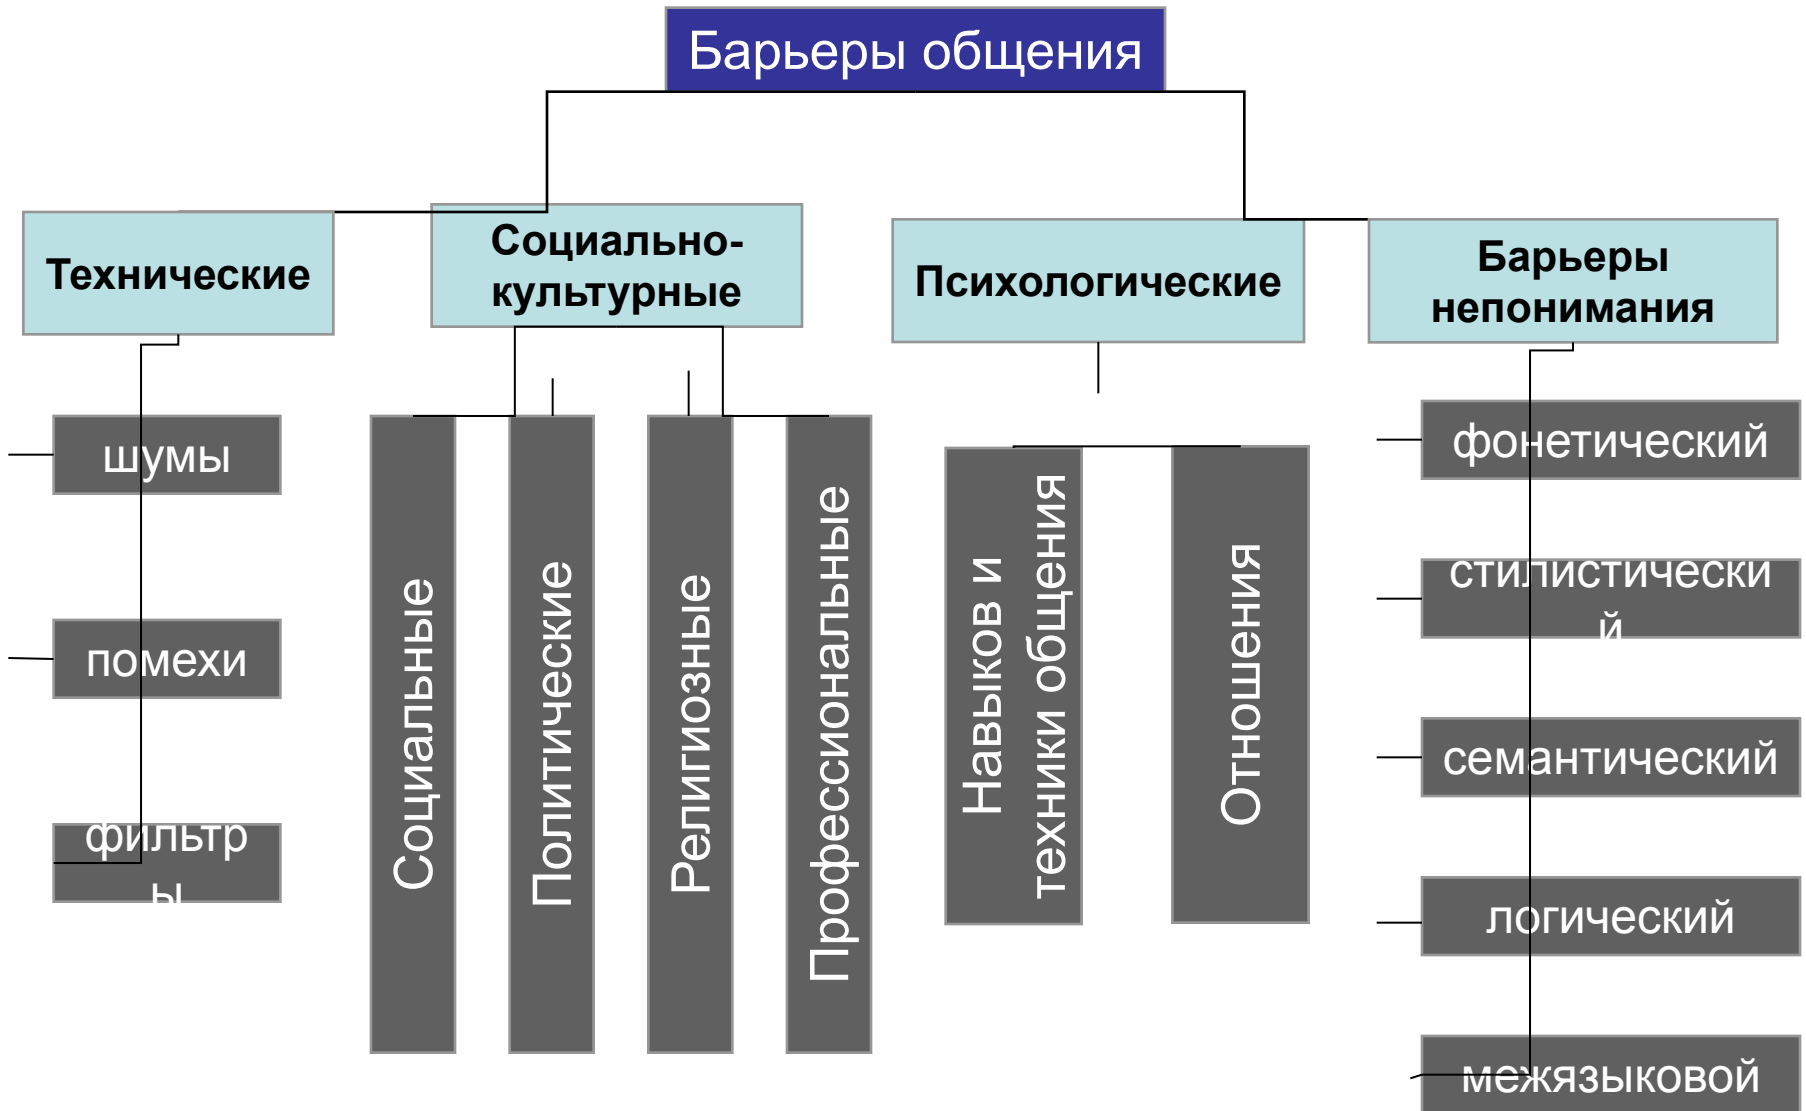 Барьеры общения
Технические
Социально-
культурные
Психологические
Барьеры
непонимания
шумы
помехи
фильтр
ы
Социальные
Политические
Религиозные
Профессиональные
Навыков и
техники общения
Отношения
фонетический
стилистически
й
семантический
логический
межязыковой